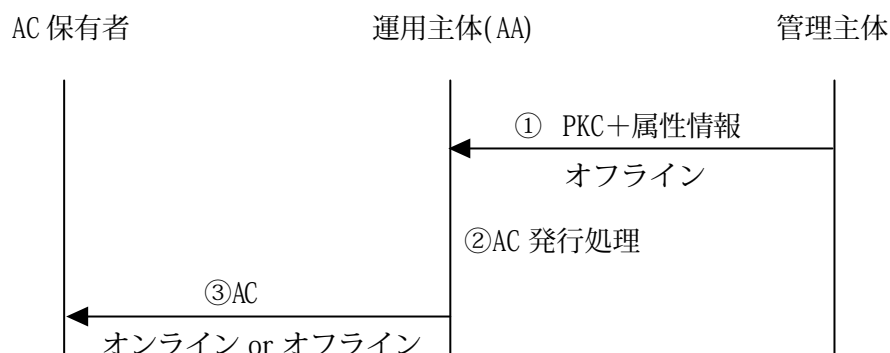 AC 保有者
運用主体(AA)
管理主体
① PKC＋属性情報
オフライン
②AC 発行処理
③AC
オンライン or オフライン